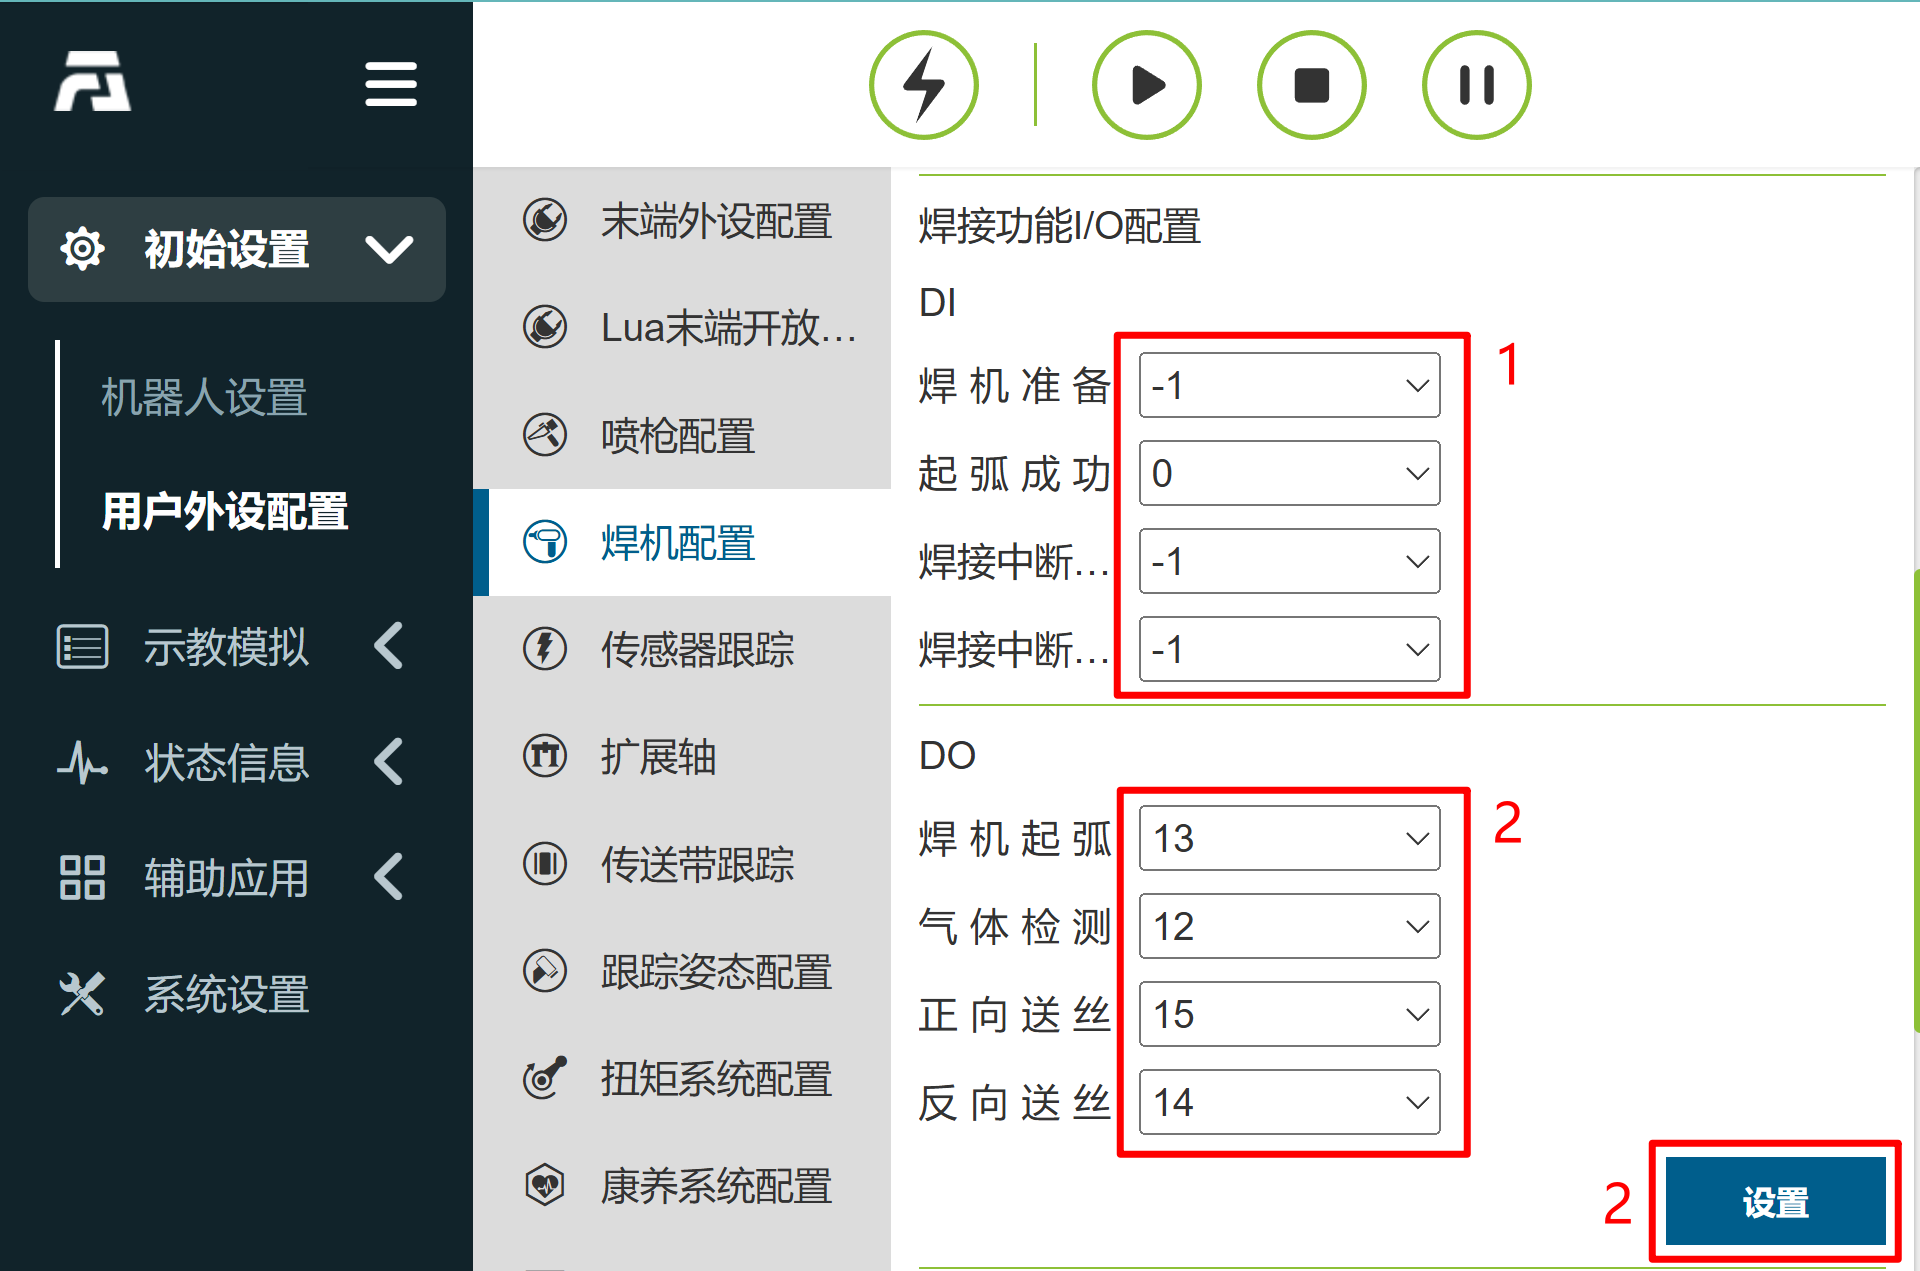 初始设置
机器人设置
用户外设配置
示教模拟
状态信息
辅助应用
系统设置
末端外设配置
Lua末端开放…
喷枪配置
焊机配置
传感器跟踪
扩展轴
传送带跟踪
跟踪姿态配置
扭矩系统配置
康养系统配置
焊接功能I/O配置
DI
焊机准备 -1
1
起弧成功 0
焊接中断… -1
焊接中断… -1
DO
焊机起弧 13
2
气体检测 12
正向送丝 15
反向送丝 14
2
设置